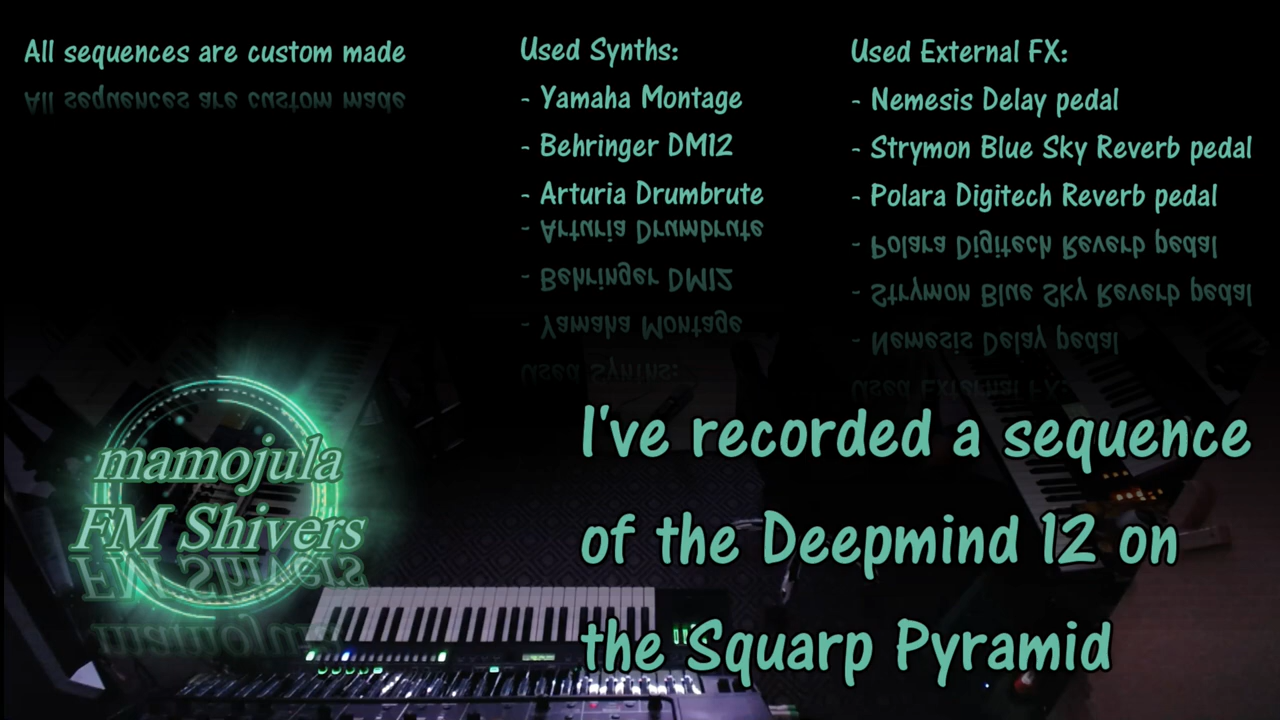 All sequences are custom made
Used Synths:
- Yamaha Montage
- Behringer DM12
- Arturia Drumbrute
Used External FX:
- Nemesis Delay pedal
- Strymon Blue Sky Reverb pedal
- Polara Digitech Reverb pedal
mamojula
FM Shivers
I've recorded a sequence
of the Deepmind 12 on
the Squarp Pyramid